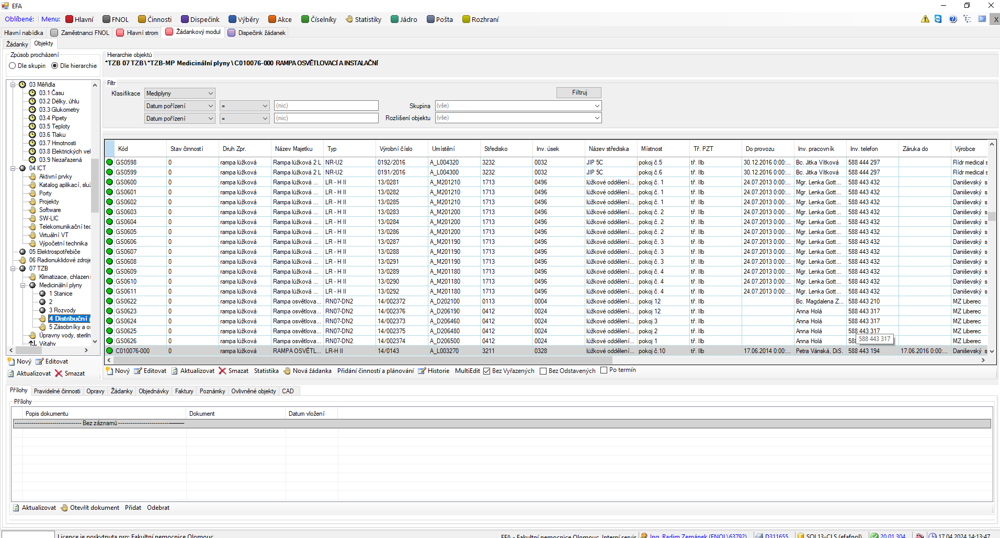 EFA
Oblíbené: Menu: Hlavní FNOL Činnosti Dispečink Výběry Akce Číselníky Statistiky Jádro Pošta Rozhraní X
Hlavní nabídka Zaměstnanci FNOL Hlavní strom Žádankový modul Dispečink žádanek
Žádanky Objekty
Způsob procházení
Dle skupin Dle hierarchie
Hierarchie objektů
*TZB 07 TZB\*TZB-MP Medicinální plyny\C010076-000 RAMPA OSVĚTLOVACÍ A INSTALAČNÍ
03 Měřidla
03.1 Času
03.2 Délky, úhlu
03.3 Glukometry
03.4 Pipety
03.5 Teploty
03.6 Tlaku
03.7 Hmotnosti
03.8 Elektrických vel
03.9 Nezařazená
04 ICT
Aktivní prvky
Katalog aplikací, služ
Porty
Projekty
Software
SW-LIC
Telekomunikační tec
Virtuální VT
Výpočetní technika
05 Elektrospotřebiče
06 Radionuklidové zdroje
07 TZB
Klimatizace, chlazení
Medicinální plyny
1 Stanice
2
3 Rozvody
4 Distribuční
5 Zásobníky a o
Úpravny vody, steriln
Výtahy
Nový Editovat
Aktualizovat Smazat
Filtr
Klasifikace Mediplyny Filtruj
Datum pořízení = (nic) Skupina (vše)
Datum pořízení = (nic) Rozlišení objektu (vše)
Kód Stav činností Druh Zpr. Název Majetku Typ Výrobní číslo Umístění Středisko Inv. úsek Název střediska Místnost Tř. PZT Do provozu Inv. pracovník Inv. telefon Záruka do Výrobce
GS0598 0 rampa lůžková Rampa lůžková 2 L NR-U2 0192/2016 A_L004320 3232 0032 JIP 5C pokoj č.5 tř. IIb 30.12.2016 0:00:... Bc. Jitka Vítková 588 444 297 Flídr medical s
GS0599 0 rampa lůžková Rampa lůžková 2 L NR-U2 0191/2016 A_L004300 3232 0032 JIP 5C pokoj č.6 tř. IIb 30.12.2016 0:00:... Bc. Jitka Vítková 588 444 297 Flídr medical s
GS0600 0 rampa lůžková Rampa lůžková ... LR - H II 13/0281 A_M201210 1713 0496 lůžkové oddělení... pokoj č. 1 tř. IIb 24.07.2013 0:00:... Mgr. Lenka Gott... 588 443 432 Daniševský s
GS0601 0 rampa lůžková Rampa lůžková ... LR - H II 13/0282 A_M201210 1713 0496 lůžkové oddělení... pokoj č. 1 tř. IIb 24.07.2013 0:00:... Mgr. Lenka Gott... 588 443 432 Daniševský s
GS0602 0 rampa lůžková Rampa lůžková ... LR - H II 13/0285 A_M201210 1713 0496 lůžkové oddělení... pokoj č. 1 tř. IIb 24.07.2013 0:00:... Mgr. Lenka Gott... 588 443 432 Daniševský s
GS0603 0 rampa lůžková Rampa lůžková ... LR - H II 13/0283 A_M201200 1713 0496 lůžkové oddělení... pokoj č. 2 tř. IIb 24.07.2013 0:00:... Mgr. Lenka Gott... 588 443 432 Daniševský s
GS0604 0 rampa lůžková Rampa lůžková ... LR - H II 13/0284 A_M201200 1713 0496 lůžkové oddělení... pokoj č. 2 tř. IIb 24.07.2013 0:00:... Mgr. Lenka Gott... 588 443 432 Daniševský s
GS0605 0 rampa lůžková Rampa lůžková ... LR - H II 13/0286 A_M201200 1713 0496 lůžkové oddělení... pokoj č. 2 tř. IIb 24.07.2013 0:00:... Mgr. Lenka Gott... 588 443 432 Daniševský s
GS0606 0 rampa lůžková Rampa lůžková ... LR - H II 13/0287 A_M201190 1713 0496 lůžkové oddělení... pokoj č. 3 tř. IIb 24.07.2013 0:00:... Mgr. Lenka Gott... 588 443 432 Daniševský s
GS0607 0 rampa lůžková Rampa lůžková ... LR - H II 13/0288 A_M201190 1713 0496 lůžkové oddělení... pokoj č. 3 tř. IIb 24.07.2013 0:00:... Mgr. Lenka Gott... 588 443 432 Daniševský s
GS0608 0 rampa lůžková Rampa lůžková ... LR - H II 13/0291 A_M201190 1713 0496 lůžkové oddělení... pokoj č. 3 tř. IIb 24.07.2013 0:00:... Mgr. Lenka Gott... 588 443 432 Daniševský s
GS0609 0 rampa lůžková Rampa lůžková ... LR - H II 13/0289 A_M201180 1713 0496 lůžkové oddělení... pokoj č. 4 tř. IIb 24.07.2013 0:00:... Mgr. Lenka Gott... 588 443 432 Daniševský s
GS0610 0 rampa lůžková Rampa lůžková ... LR - H II 13/0290 A_M201180 1713 0496 lůžkové oddělení... pokoj č. 4 tř. IIb 24.07.2013 0:00:... Mgr. Lenka Gott... 588 443 432 Daniševský s
GS0611 0 rampa lůžková Rampa lůžková ... LR - H II 13/0292 A_M201180 1713 0496 lůžkové oddělení... pokoj č. 4 tř. IIb 24.07.2013 0:00:... Mgr. Lenka Gott... 588 443 432 Daniševský s
GS0622 0 rampa lůžková Rampa osvětlova... RN07-DN2 14/002372 A_D202100 0113 0004 lůžkové oddělení... pokoj 12 tř. IIb Bc. Magdalena Z... 588 443 210 MZ Liberec
GS0623 0 rampa lůžková Rampa osvětlova... RN07-DN2 14/002376 A_D206190 0412 0024 lůžkové oddělení... pokoj 12 tř. IIb Anna Holá 588 443 317 MZ Liberec
GS0624 0 rampa lůžková Rampa osvětlova... RN07-DN2 14/002373 A_D206460 0412 0024 lůžkové oddělení... pokoj 3 tř. IIb Anna Holá 588 443 317 MZ Liberec
GS0625 0 rampa lůžková Rampa osvětlova... RN07-DN2 14/002375 A_D206480 0412 0024 lůžkové oddělení... pokoj 2 tř. IIb Anna Holá 588 443 317 MZ Liberec
GS0626 0 rampa lůžková Rampa osvětlova... RN07-DN2 14/002374 A_D206500 0412 0024 lůžkové oddělení... pokoj 1 tř. IIb Anna Holá 588 443 317 MZ Liberec
C010076-000 0 rampa lůžková RAMPA OSVĚTL... LR-H II 14/0143 A_L003270 3211 0328 lůžkové oddělení... pokoj č.10 tř. IIb 17.06.2014 0:00:... Petra Vánská, DiS. 588 443 194 17.06.2016 0:00:... Daniševský s
Nový Editovat Aktualizovat Smazat Statistika Nová žádanka Přidání činností a plánování Historie MultiEdit Bez Vyřazených Bez Odstavených Po termín
Přílohy Pravidelné činnosti Opravy Žádanky Objednávky Faktury Poznámky Ovlivněné objekty CAD
Přílohy
Popis dokumentu Dokument Datum vložení
Bez záznamů
Aktualizovat Otevřít dokument Přidat Odebrat
Licence je poskytnuta pro: Fakultní nemocnice Olomouc EFA - Fakultní nemocnice Olomouc, Interní servis Ing. Radim Zemánek (FNOL\63792) D311655 SQL13-CLS (efafnol) 20.01.304 17.04.2024 14:13:47